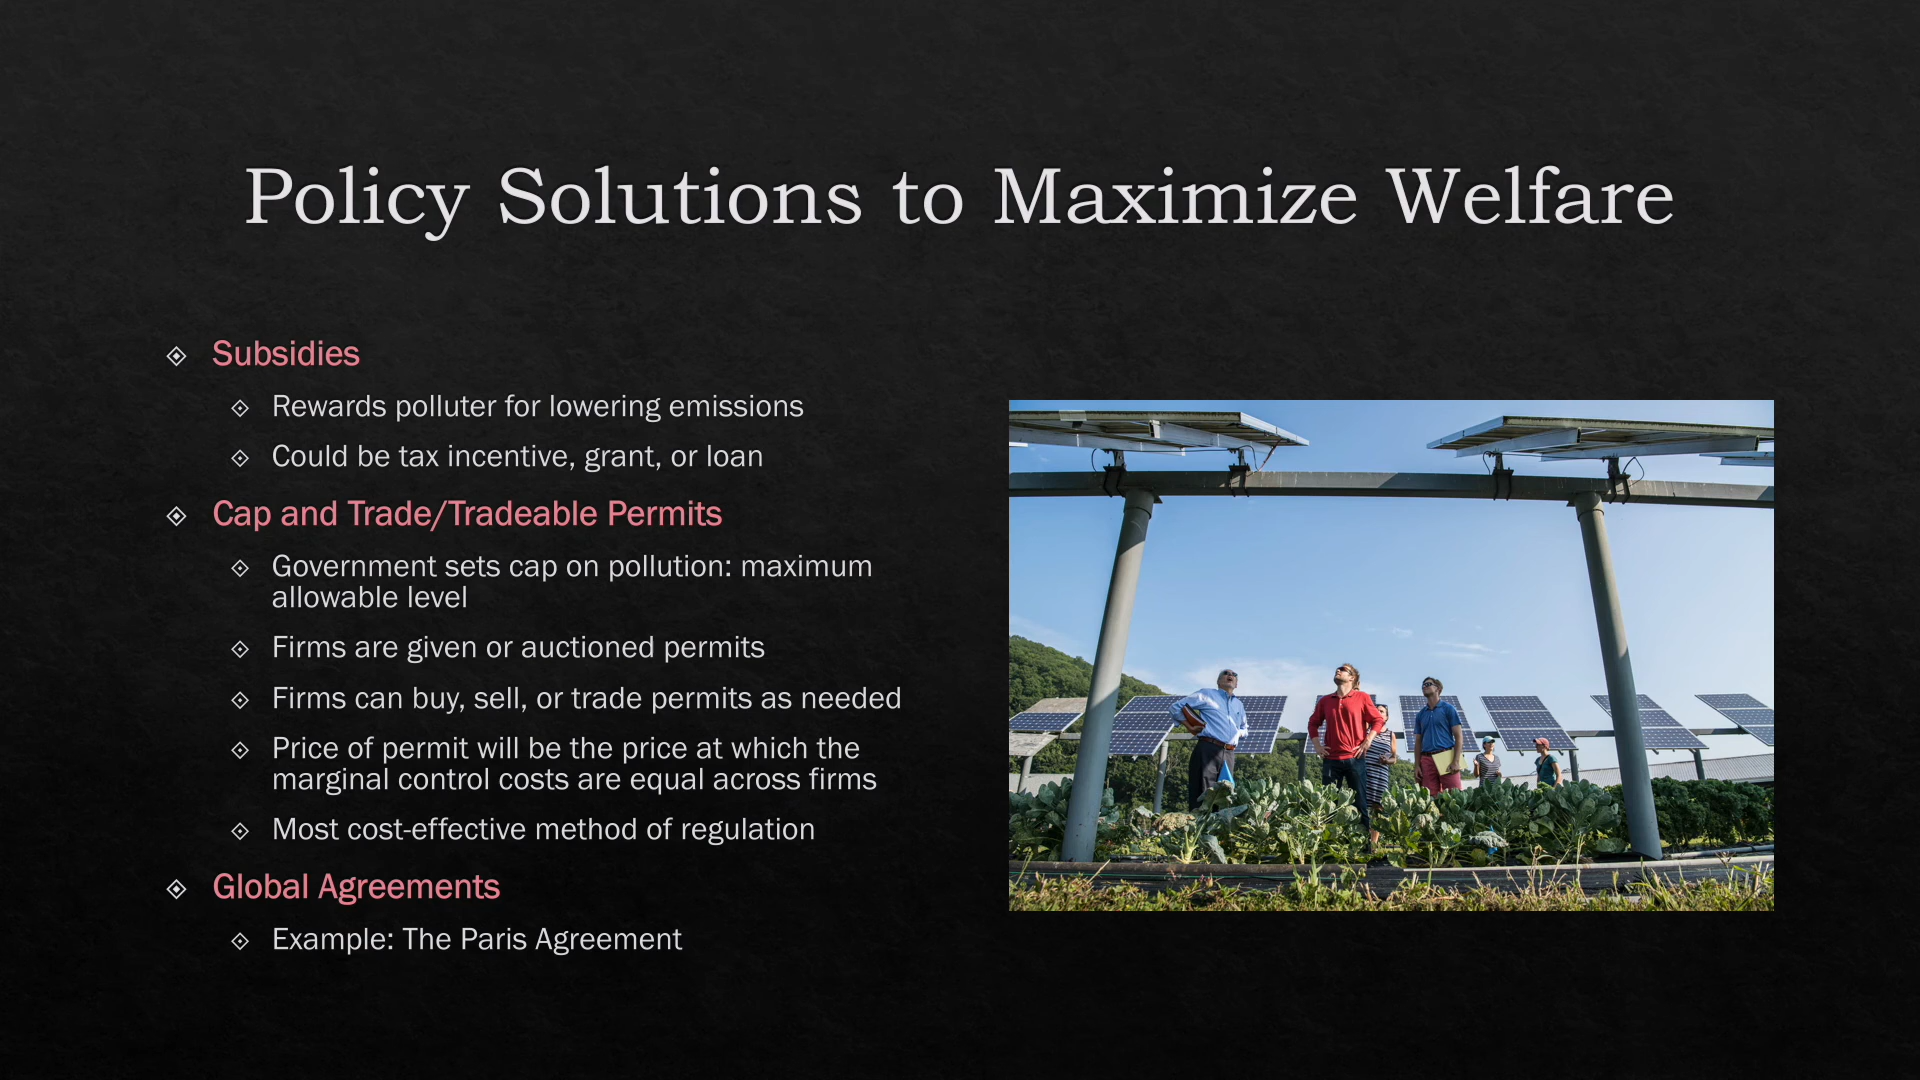 Policy Solutions to Maximize Welfare
Subsidies
Rewards polluter for lowering emissions
Could be tax incentive, grant, or loan
Cap and Trade/Tradeable Permits
Government sets cap on pollution: maximum
allowable level
Firms are given or auctioned permits
Firms can buy, sell, or trade permits as needed
Price of permit will be the price at which the
marginal control costs are equal across firms
Most cost-effective method of regulation
Global Agreements
Example: The Paris Agreement